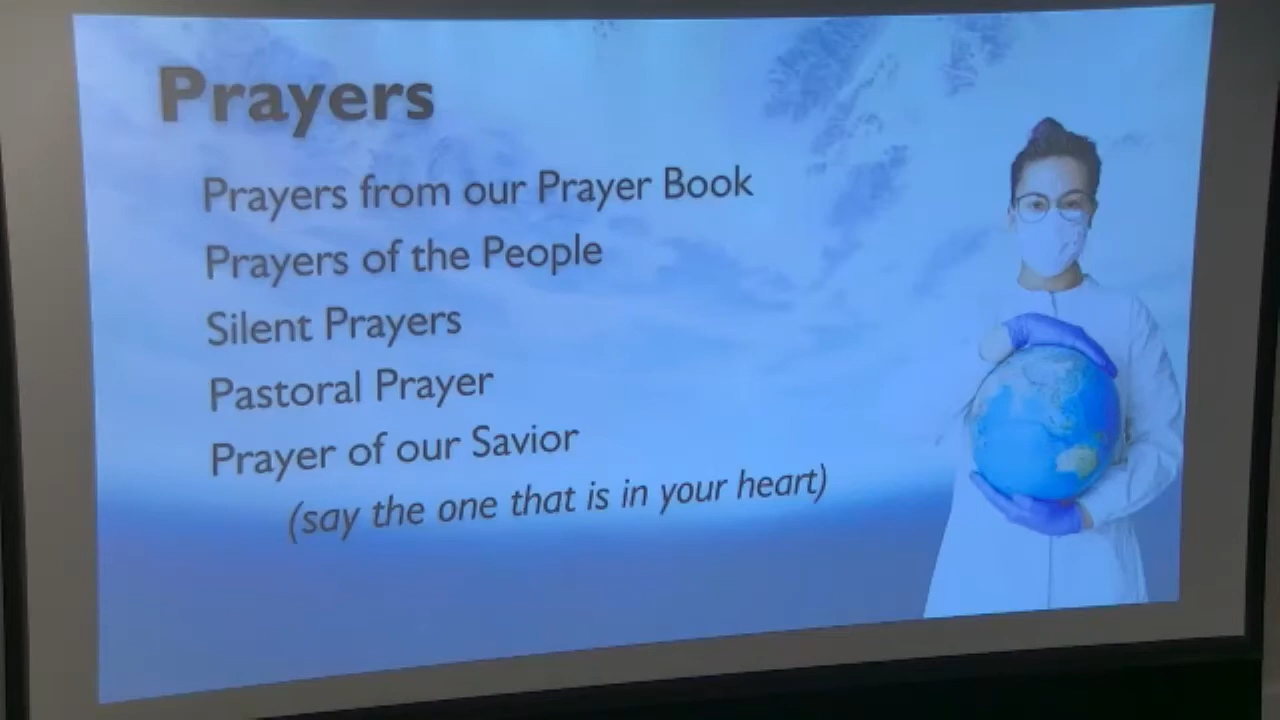 Prayers
Prayers from our Prayer Book
Prayers of the People
Silent Prayers
Pastoral Prayer
Prayer of our Savior
(say the one that is in your heart)